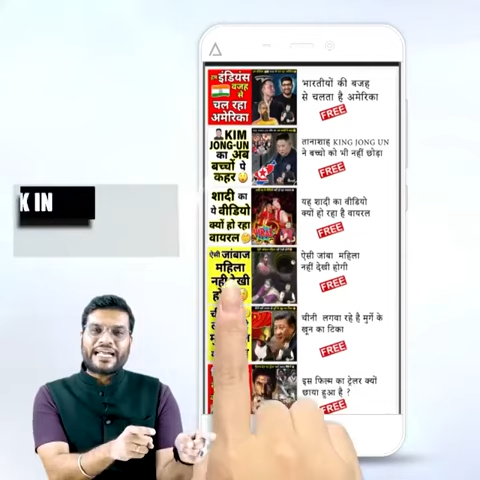 K IN
इंडियंस
वजह
से
चल रहा
अमेरिका
भारतीयों की वजह
से चलता है अमेरिका
FREE
KIM
JONG-UN
का अब
बच्चों पे
कहर
तानाशाह KING JONG UN
ने बच्चो को भी नहीं छोड़ा
FREE
शादी का
ये वीडियो
क्यों हो रहा
वायरल
यह शादी का वीडियो
क्यों हो रहा है वायरल
FREE
ऐसी जांबाज
महिला
नहीं देखी
ऐसी जांबा महिला
नहीं देखी होगी
FREE
चीनी लगवा रहे है मुर्गे के
खून का टिका
FREE
इस फिल्म का ट्रेलर क्यों
छाया हुआ है ?
FREE